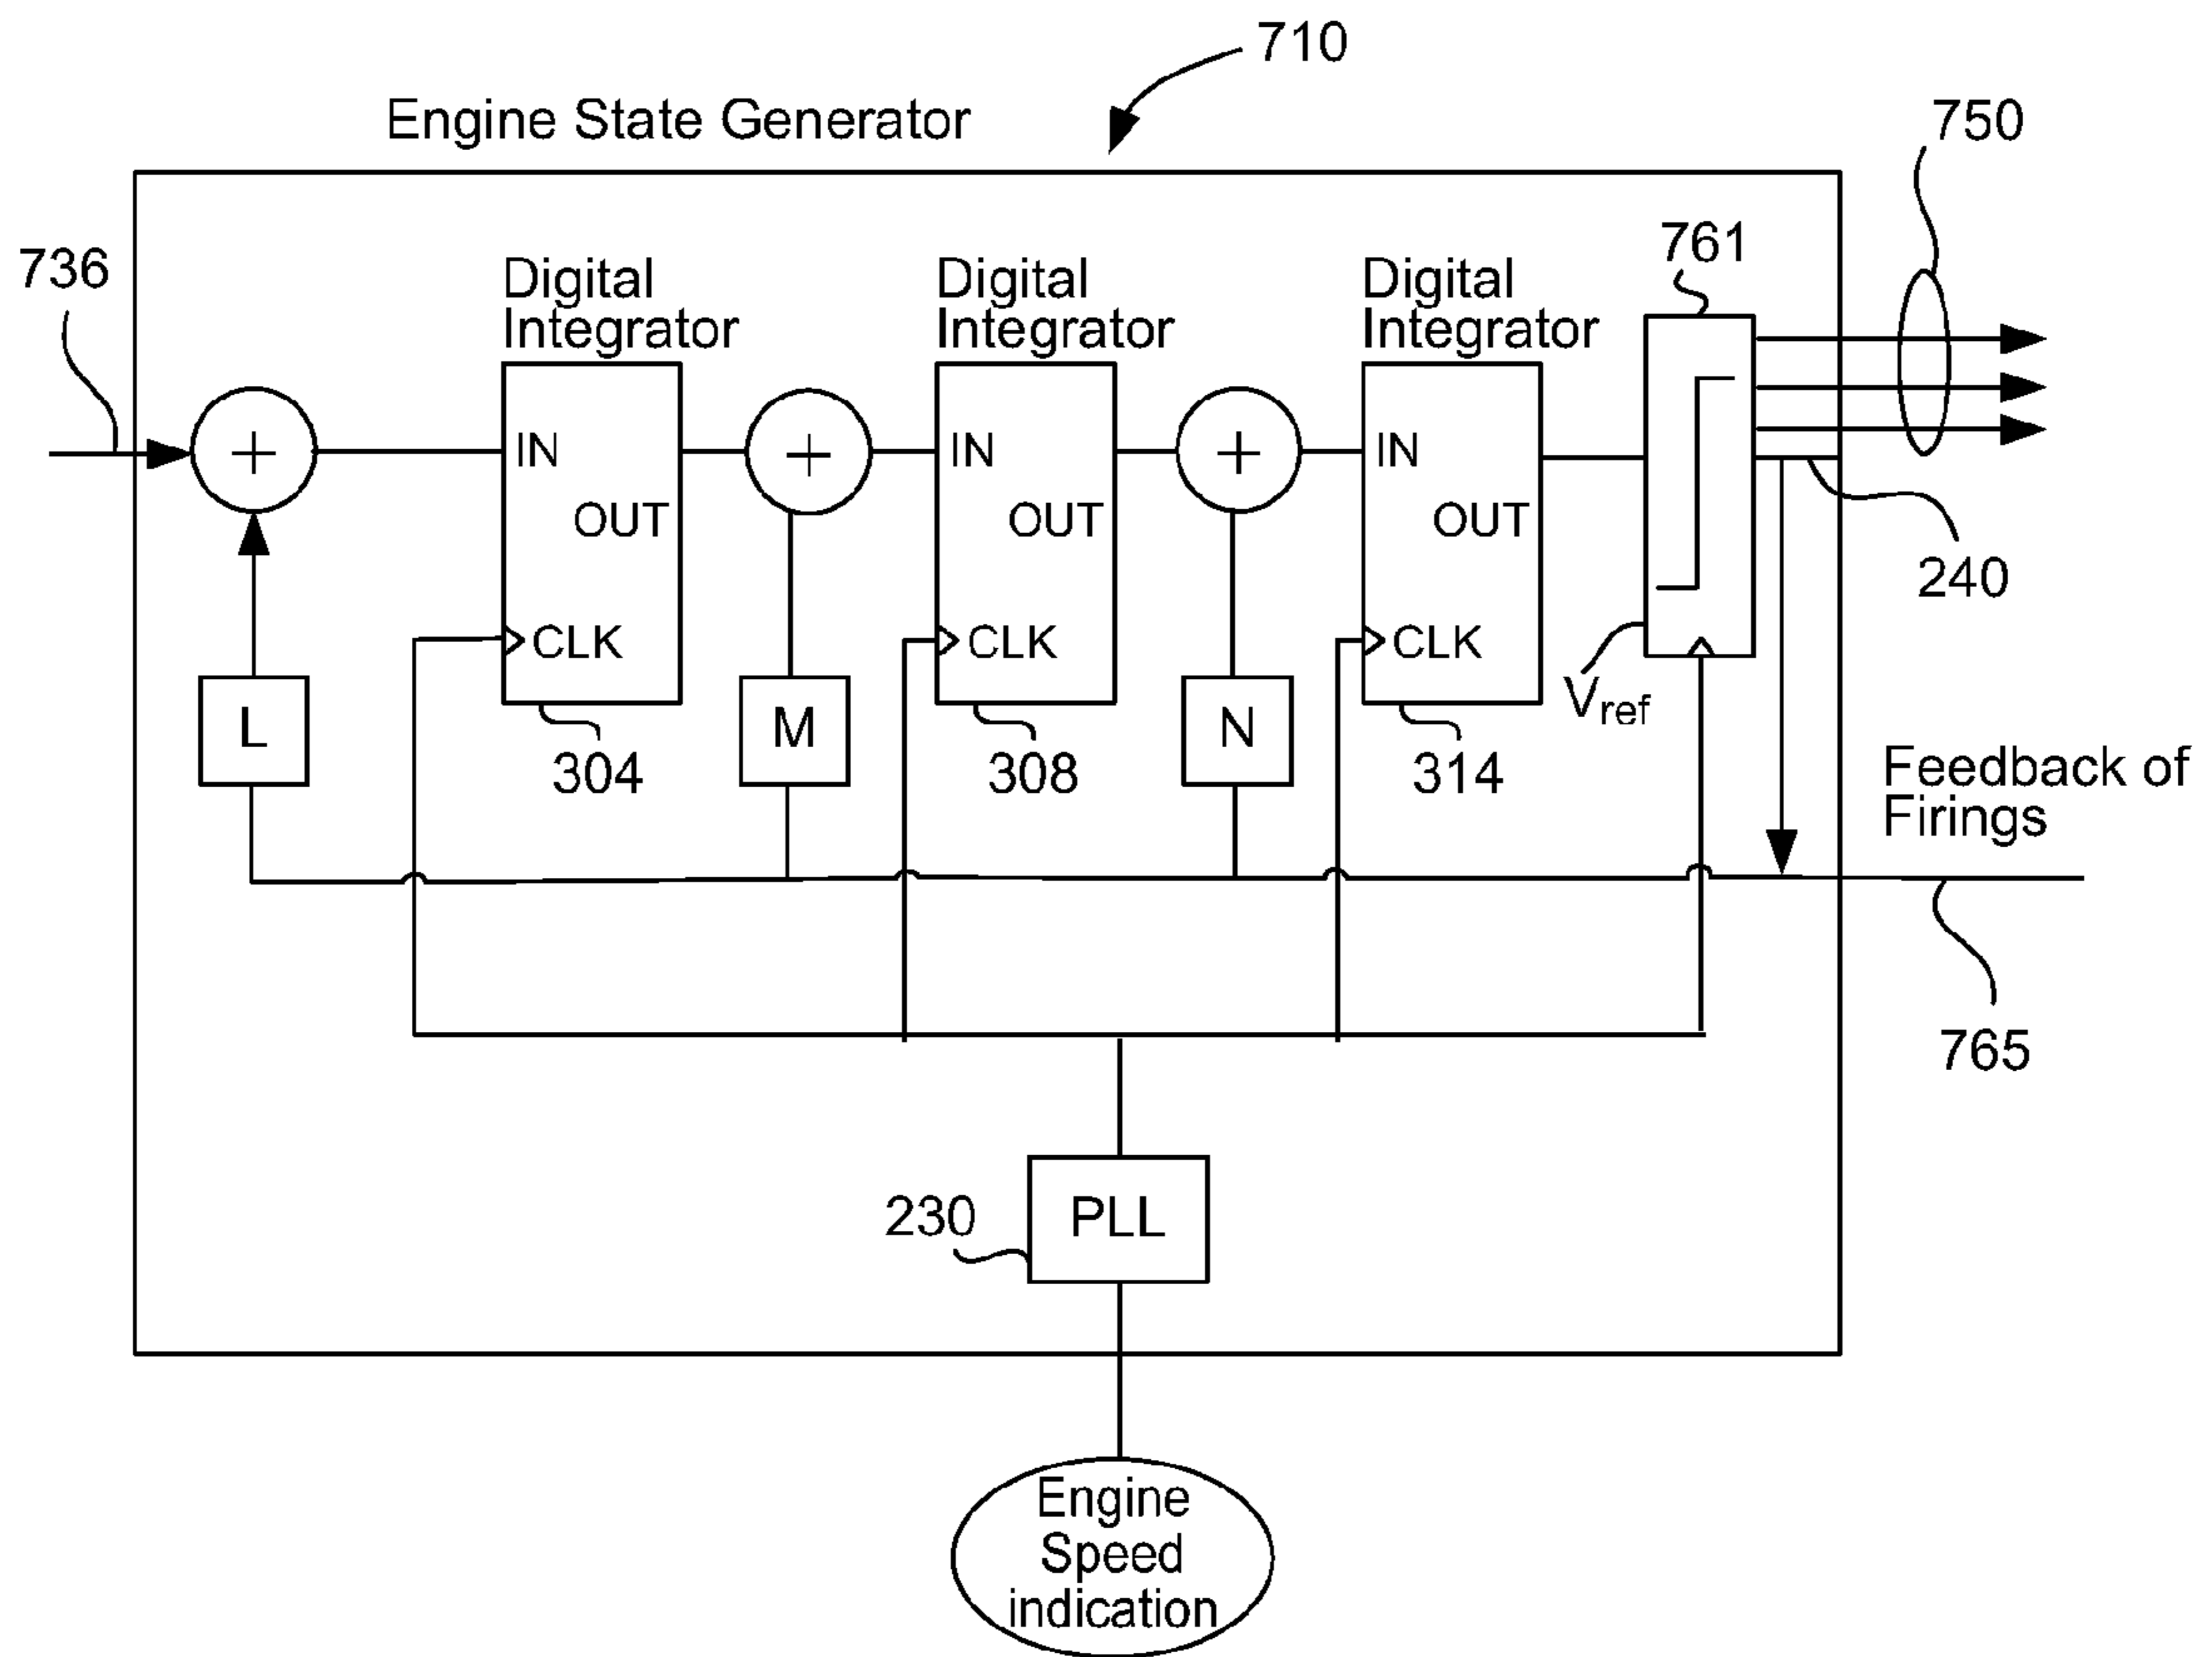 710
Engine State Generator
750
736
Digital
Integrator
Digital
Integrator
Digital
Integrator
761
+
IN
OUT
CLK
+
IN
OUT
CLK
+
IN
OUT
CLK
240
L
304
M
308
N
314
Vref
Feedback of
Firings
765
230
PLL
Engine
Speed
indication